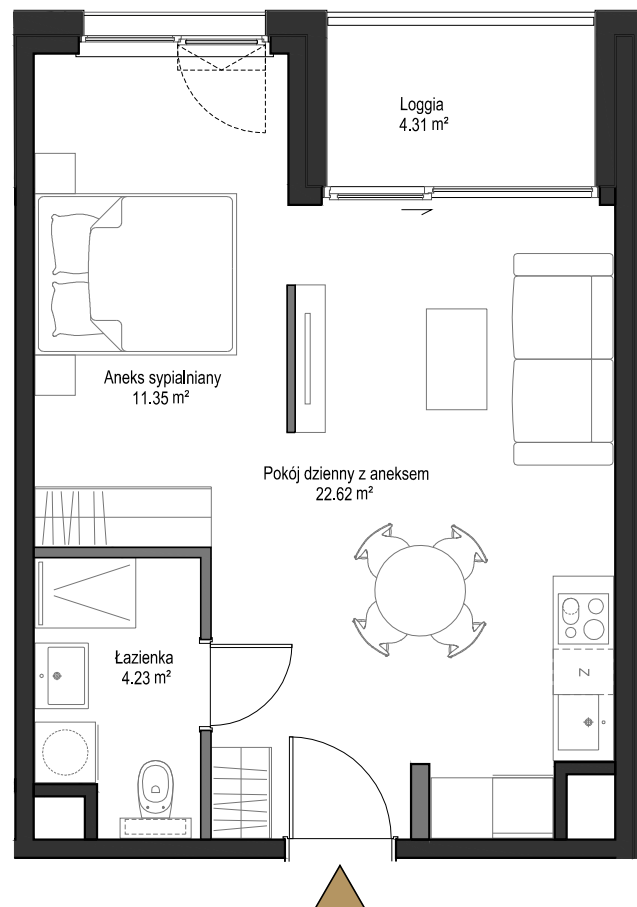 Loggia
4.31 m²
Aneks sypialniany
11.35 m²
Pokój dzienny z aneksem
22.62 m²
Łazienka
4.23 m²
Z